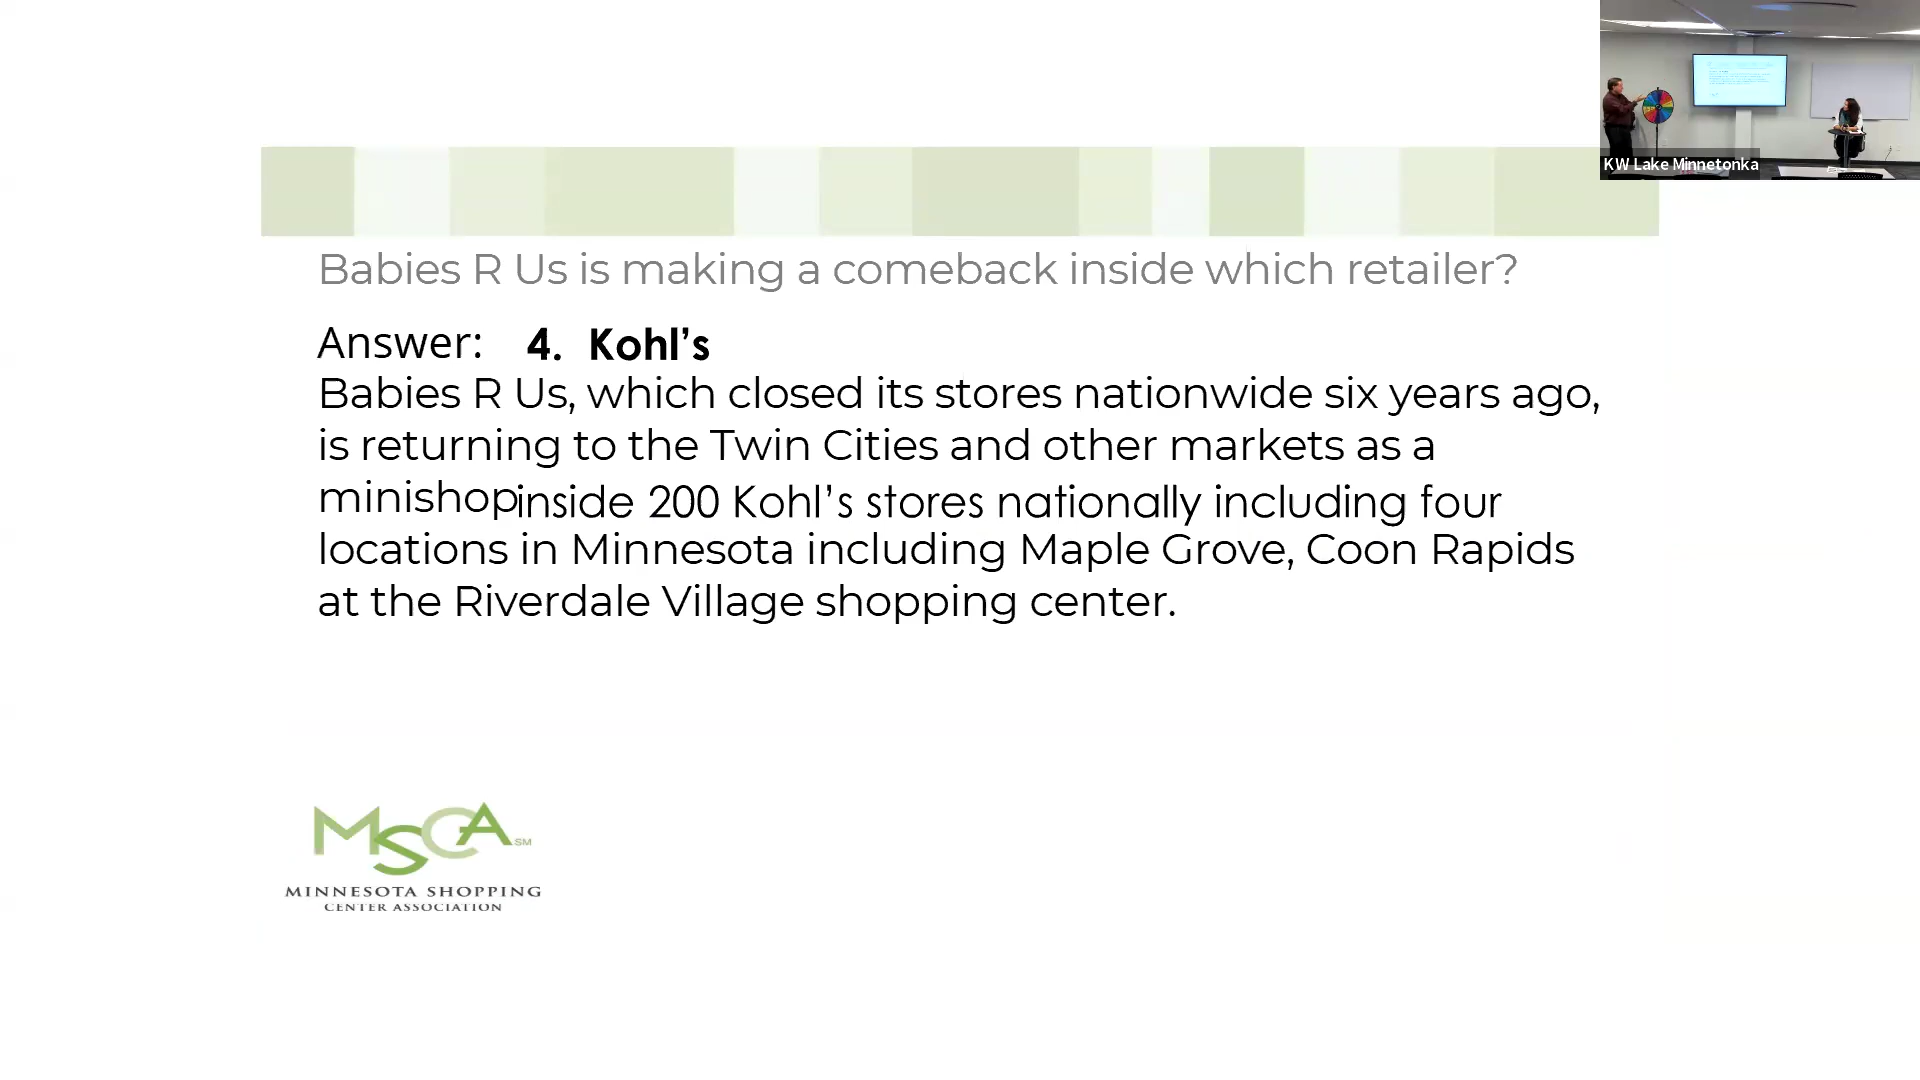 KW Lake Minnetonka
Babies R Us is making a comeback inside which retailer?
Answer: 4. Kohl’s
Babies R Us, which closed its stores nationwide six years ago,
is returning to the Twin Cities and other markets as a
minishopinside 200 Kohl’s stores nationally including four
locations in Minnesota including Maple Grove, Coon Rapids
at the Riverdale Village shopping center.
MSCA SM
MINNESOTA SHOPPING
CENTER ASSOCIATION